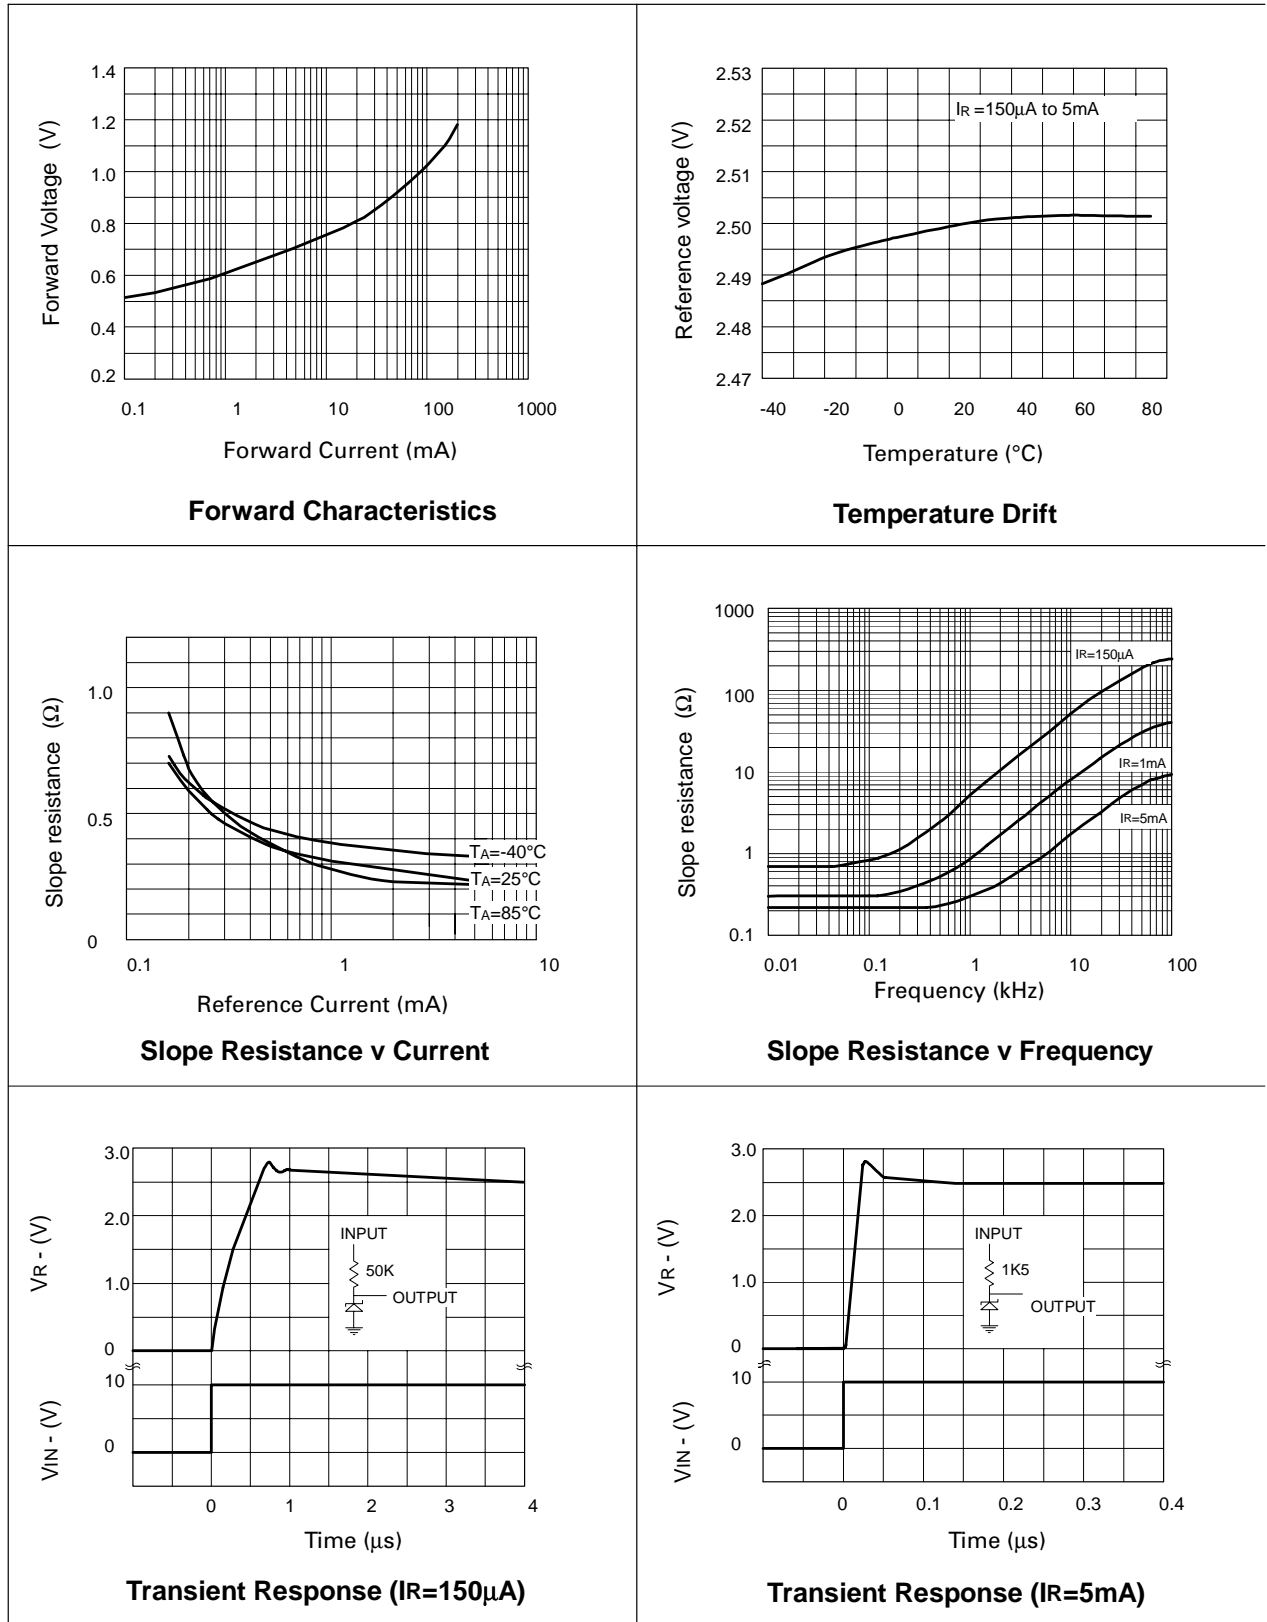 1.4
1.2
1.0
0.8
0.6
0.4
0.2
Forward Voltage (V)
0.1 1 10 100 1000
Forward Current (mA)
Forward Characteristics
2.53
2.52
2.51
2.50
2.49
2.48
2.47
Reference voltage (V)
IR =150µA to 5mA
-40 -20 0 20 40 60 80
Temperature (°C)
Temperature Drift
1.0
0.5
0
Slope resistance (Ω)
TA=-40°C
TA=25°C
TA=85°C
0.1 1 10
Reference Current (mA)
Slope Resistance v Current
1000
100
10
1
0.1
Slope resistance (Ω)
IR=150µA
IR=1mA
IR=5mA
0.01 0.1 1 10 100
Frequency (kHz)
Slope Resistance v Frequency
3.0
2.0
1.0
0
VR - (V)
INPUT
50K
OUTPUT
10
0
VIN - (V)
0 1 2 3 4
Time (µs)
Transient Response (IR=150µA)
3.0
2.0
1.0
0
VR - (V)
INPUT
1K5
OUTPUT
10
0
VIN - (V)
0 0.1 0.2 0.3 0.4
Time (µs)
Transient Response (IR=5mA)